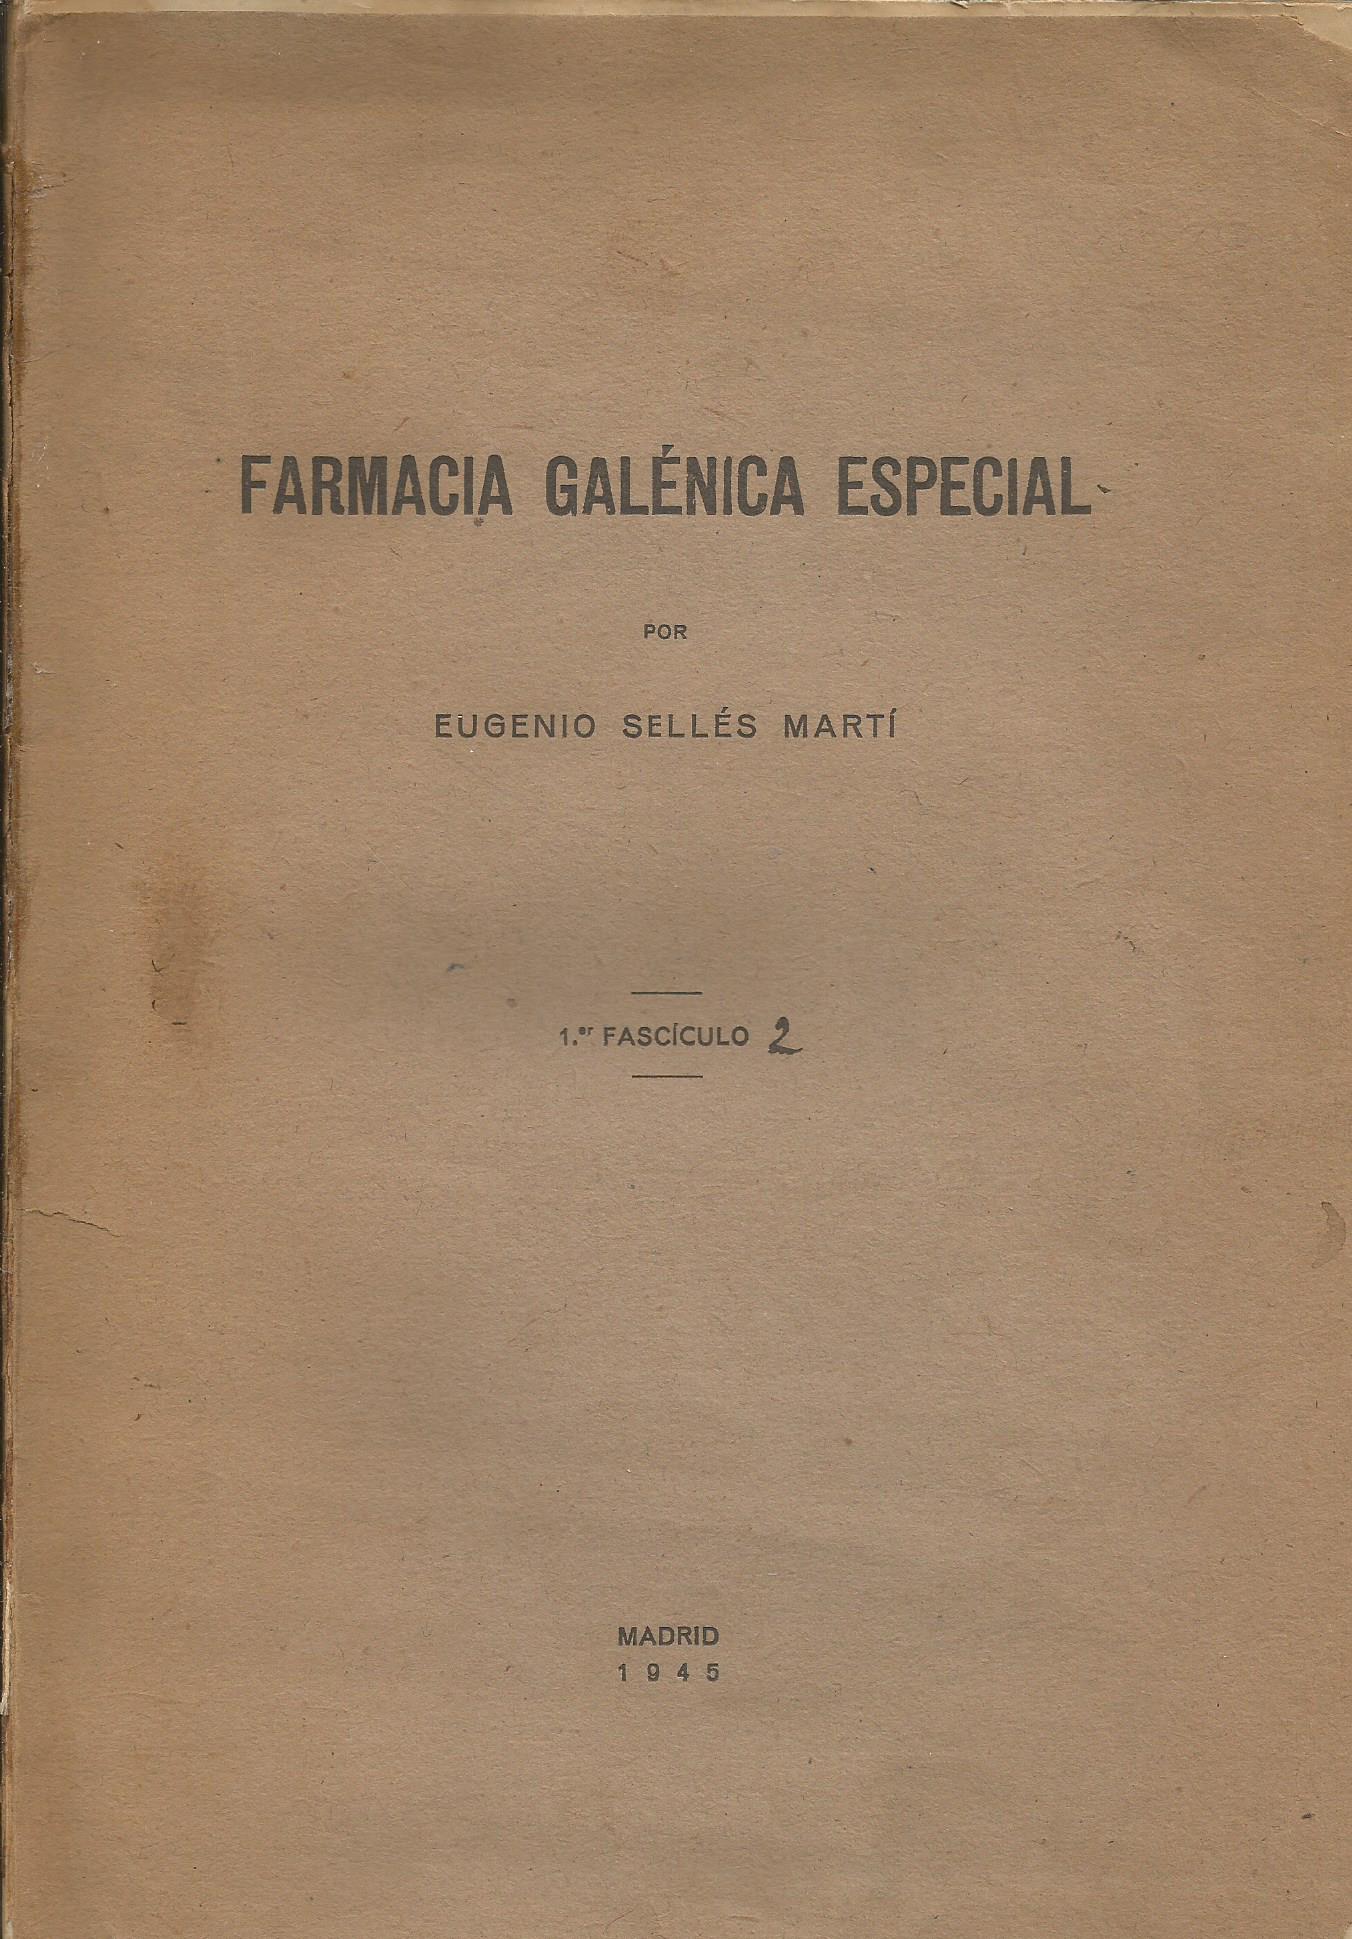 FARMACIA GALÉNICA ESPECIAL
POR
EUGENIO SELLÉS MARTÍ
1.er FASCÍCULO 2
MADRID
1945